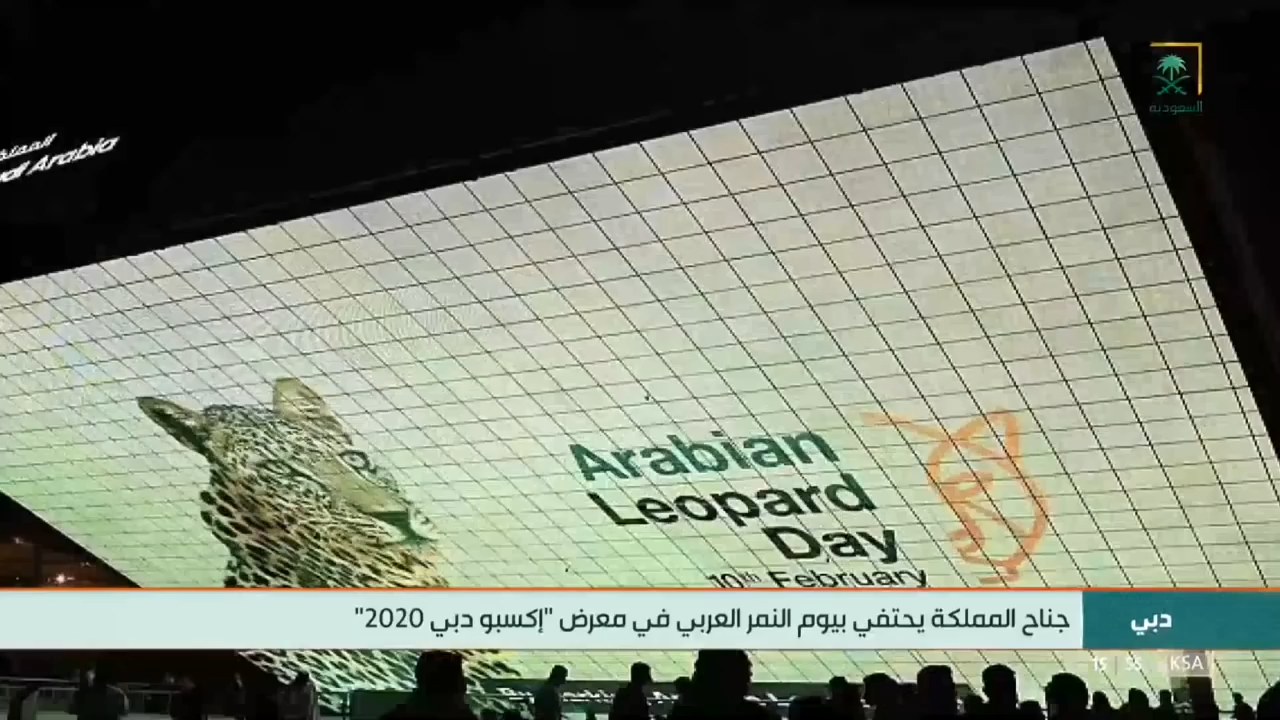 السعودية
Arabia
Arabian
Leopard
Day
10th February
دبي
جناح المملكة يحتفي بيوم النمر العربي في معرض "إكسبو دبي 2020"
KSA